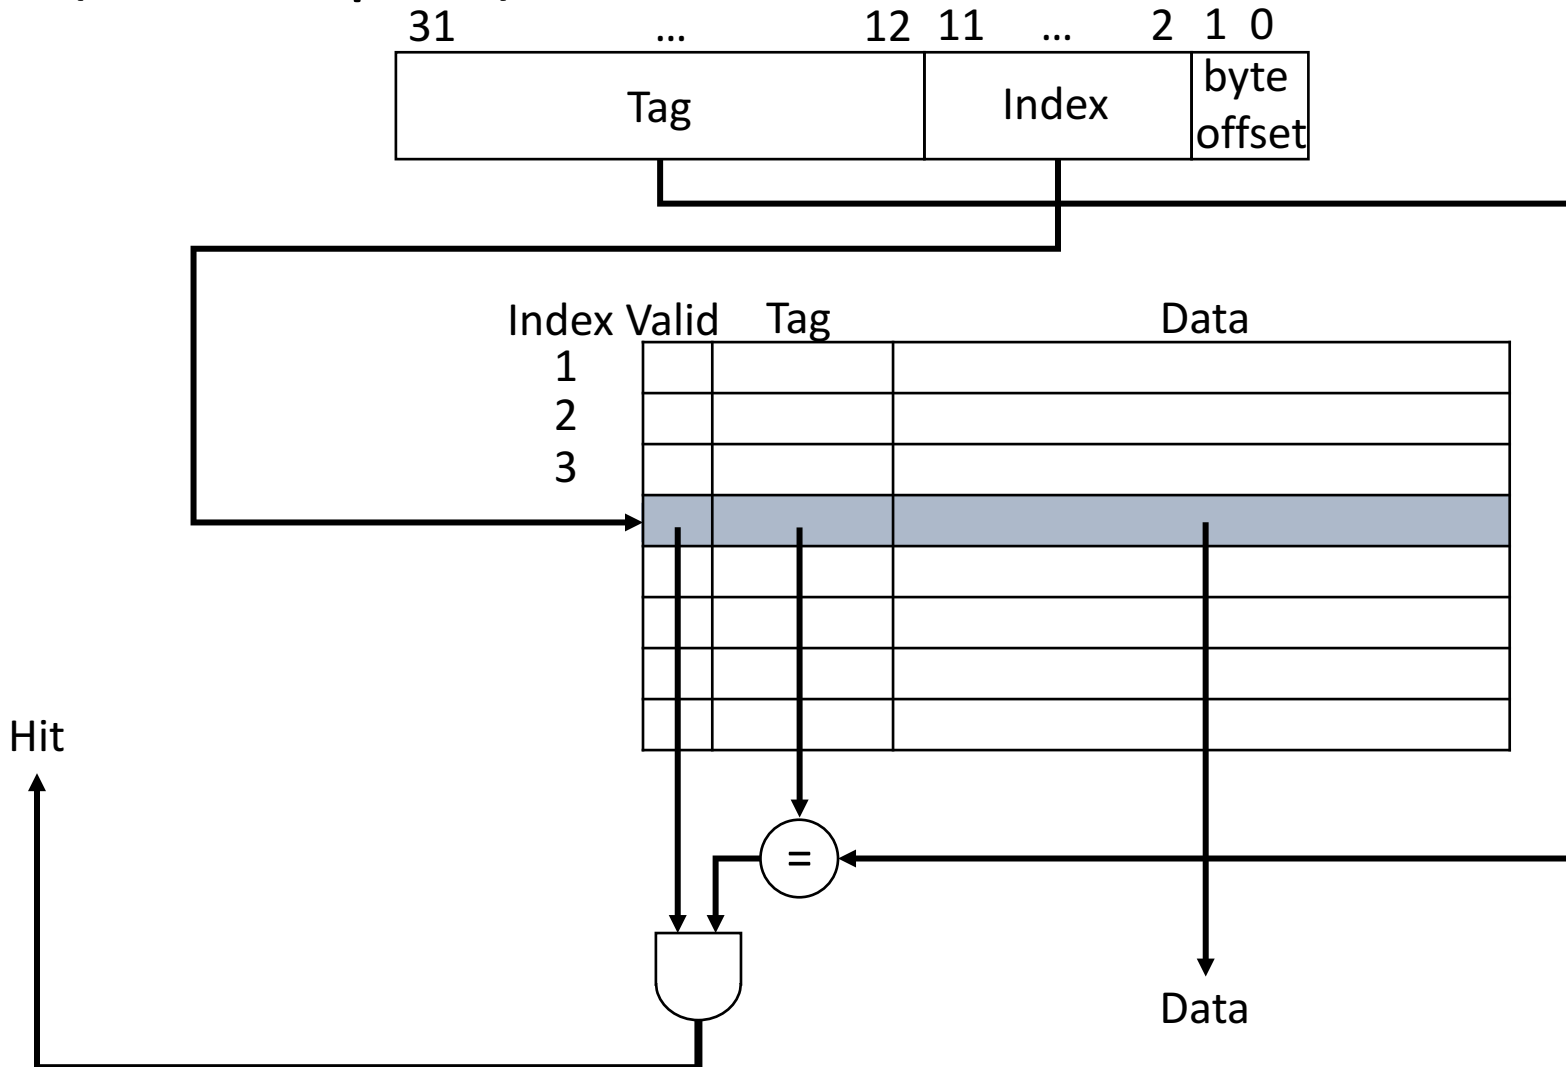 31 ... 12 11 ... 2 1 0
Tag Index byte
offset
Index Valid Tag Data
1
2
3
Hit
=
Data